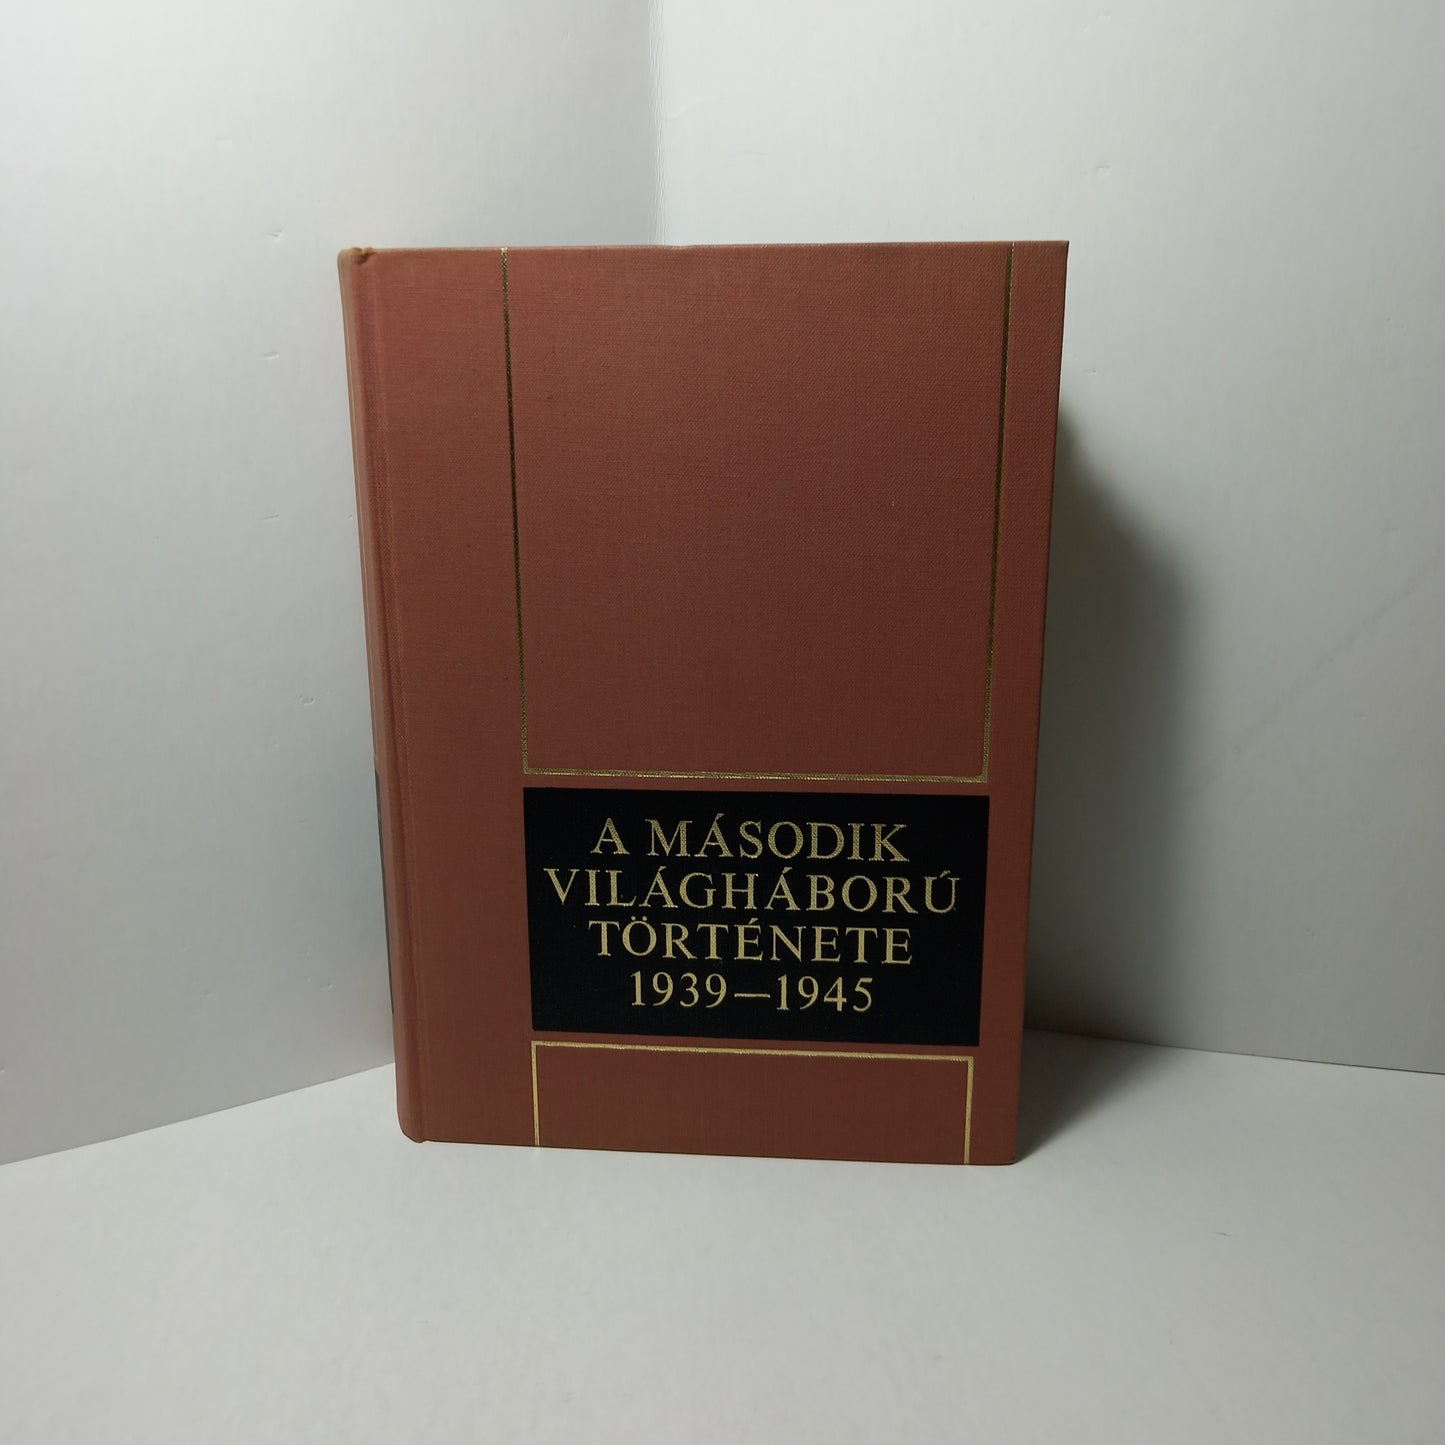 A MÁSODIK
VILÁGHÁBORÚ
TÖRTÉNETE
1939—1945